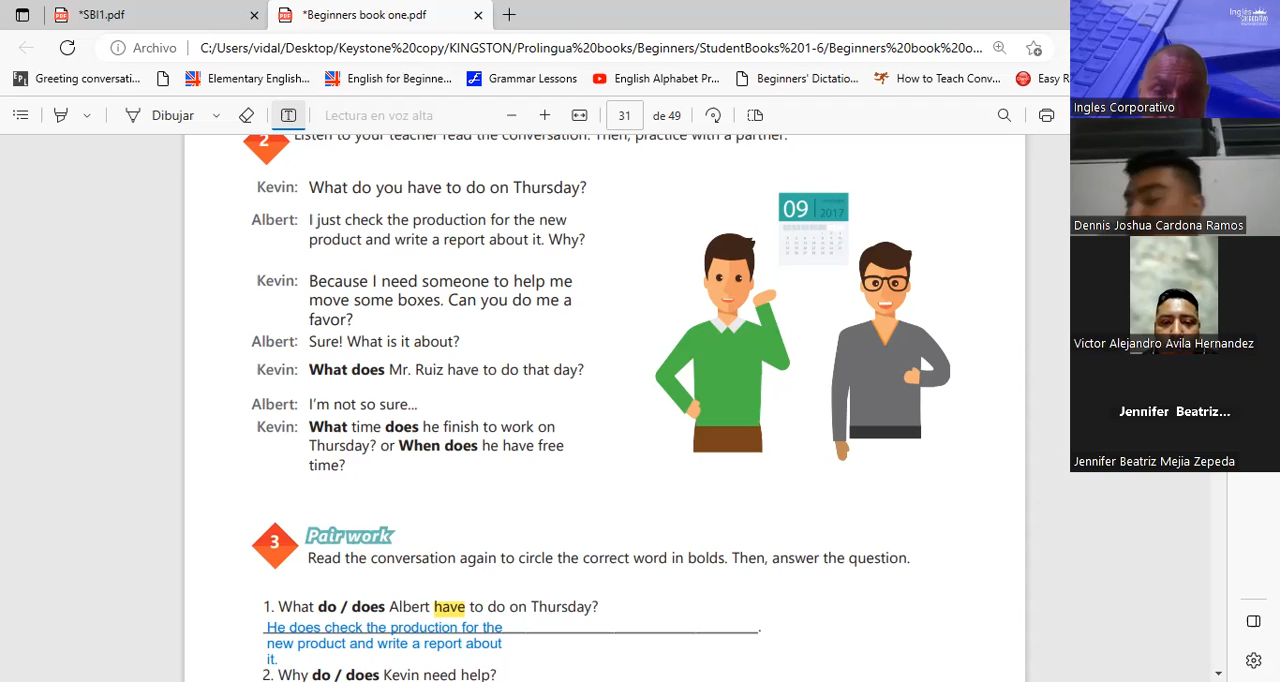 *SBI1.pdf
*Beginners book one.pdf
Archivo
C:/Users/vidal/Desktop/Keystone%20copy/KINGSTON/Prolingua%20books/Beginners/StudentBooks%201-6/Beginners%20book%20o...
Greeting conversati...
Elementary English...
English for Beginne...
Grammar Lessons
English Alphabet Pr...
Beginners' Dictatio...
How to Teach Conv...
Easy R
Dibujar
Lectura en voz alta
31
de 49
2
Listen to your teacher read the conversation. Then, practice with a partner.
Kevin: What do you have to do on Thursday?
Albert: I just check the production for the new
product and write a report about it. Why?
Kevin: Because I need someone to help me
move some boxes. Can you do me a
favor?
Albert: Sure! What is it about?
Kevin: What does Mr. Ruiz have to do that day?
Albert: I'm not so sure...
Kevin: What time does he finish to work on
Thursday? or When does he have free
time?
09
2017
3
Pair work
Read the conversation again to circle the correct word in bolds. Then, answer the question.
1. What do / does Albert have to do on Thursday?
He does check the production for the
new product and write a report about
it.
2. Why do / does Kevin need help?
Ingles Corporativo
Dennis Joshua Cardona Ramos
Victor Alejandro Avila Hernandez
Jennifer Beatriz...
Jennifer Beatriz Mejia Zepeda